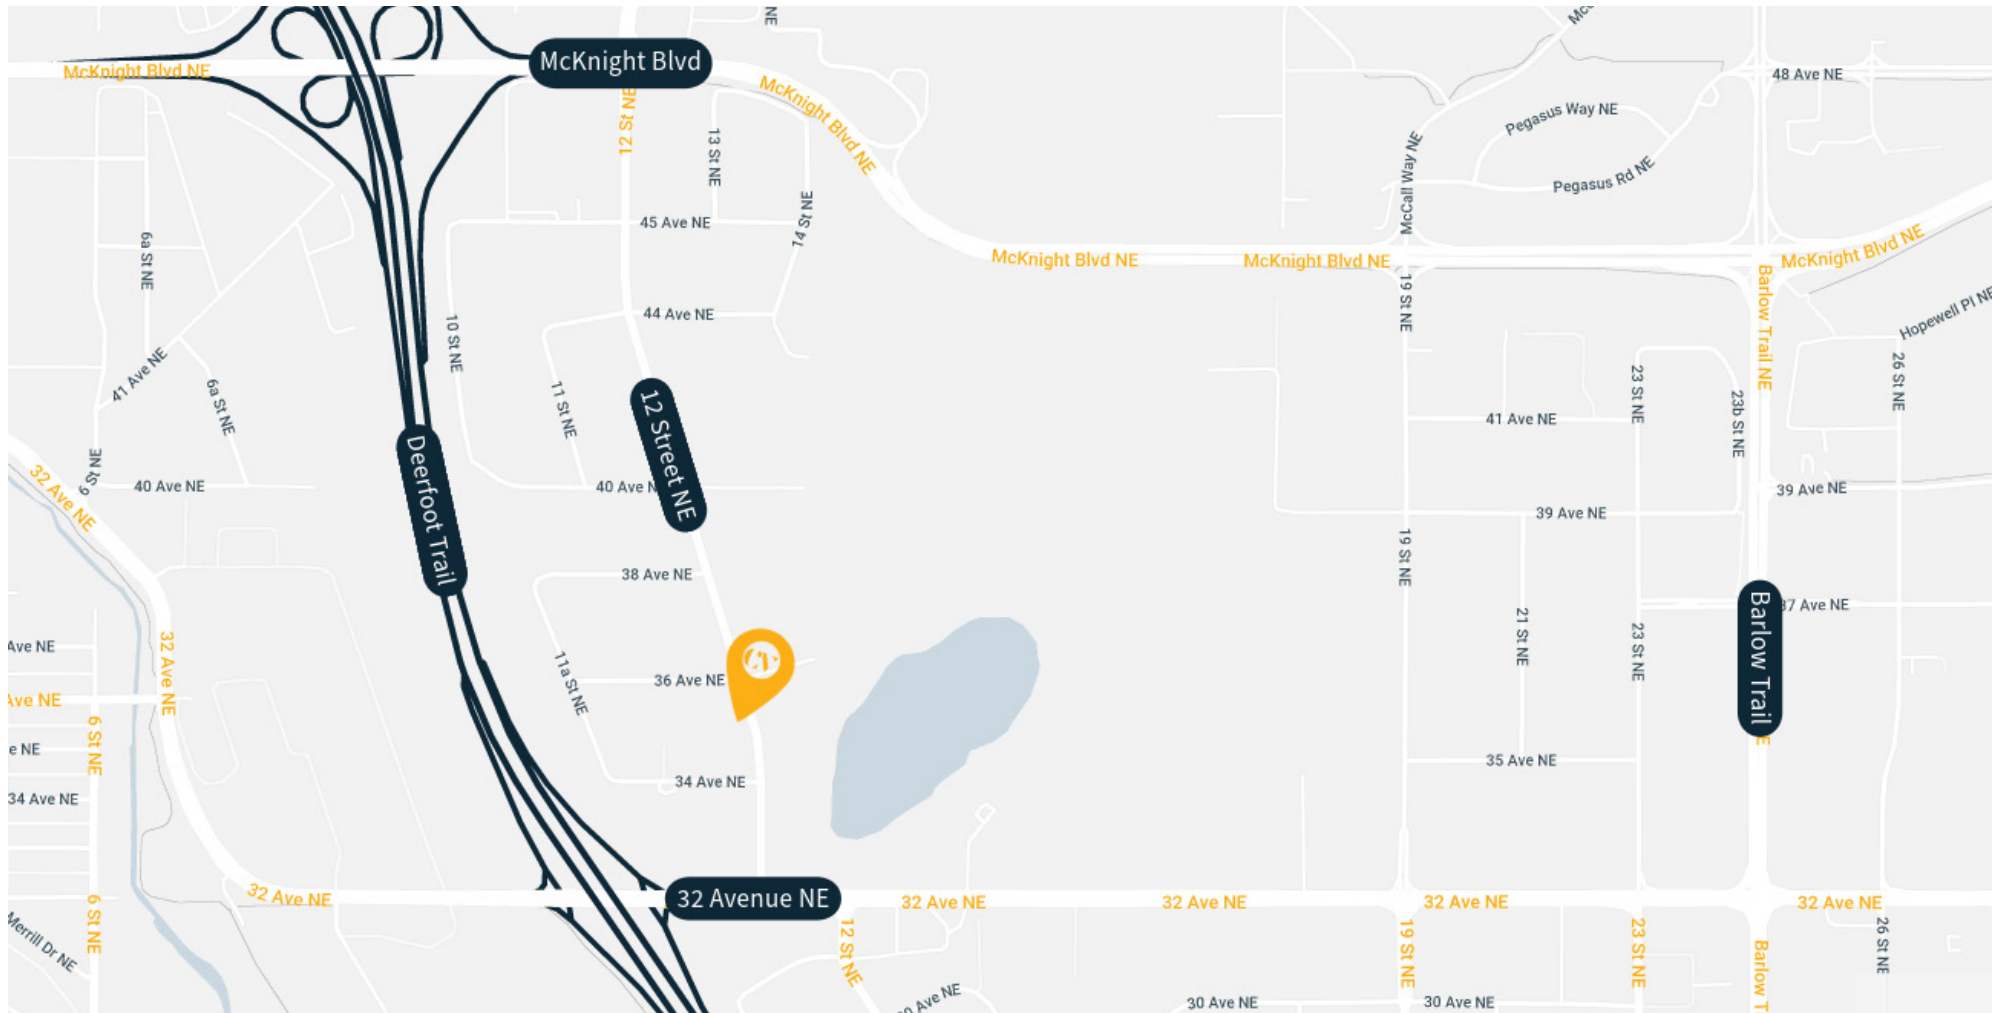 NE
McKnight Blvd
McKnight Blvd NE
McKnight Blvd NE
48 Ave NE
12 St NE
13 St NE
14 St NE
Pegasus Way NE
Pegasus Rd NE
McCall Way NE
45 Ave NE
6a St NE
McKnight Blvd NE
McKnight Blvd NE
McKnight Blvd NE
19 St NE
Barlow Trail NE
Hopewell Pl NE
44 Ave NE
10 St NE
41 Ave NE
6a St NE
11 St NE
12 Street NE
41 Ave NE
23 St NE
23b St NE
26 St NE
6 St NE
32 Ave NE
40 Ave NE
Deerfoot Trail
40 Ave N
39 Ave NE
39 Ave NE
19 St NE
38 Ave NE
37 Ave NE
Barlow Trail
21 St NE
23 St NE
Ave NE
32 Ave NE
11a St NE
36 Ave NE
Ave NE
6 St NE
e NE
34 Ave NE
34 Ave NE
35 Ave NE
E
32 Ave NE
32 Avenue NE
32 Ave NE
32 Ave NE
32 Ave NE
32 Ave NE
6 St NE
Merrill Dr NE
12 St NE
19 St NE
23 St NE
Barlow T
26 St NE
Ave NE
30 Ave NE
30 Ave NE